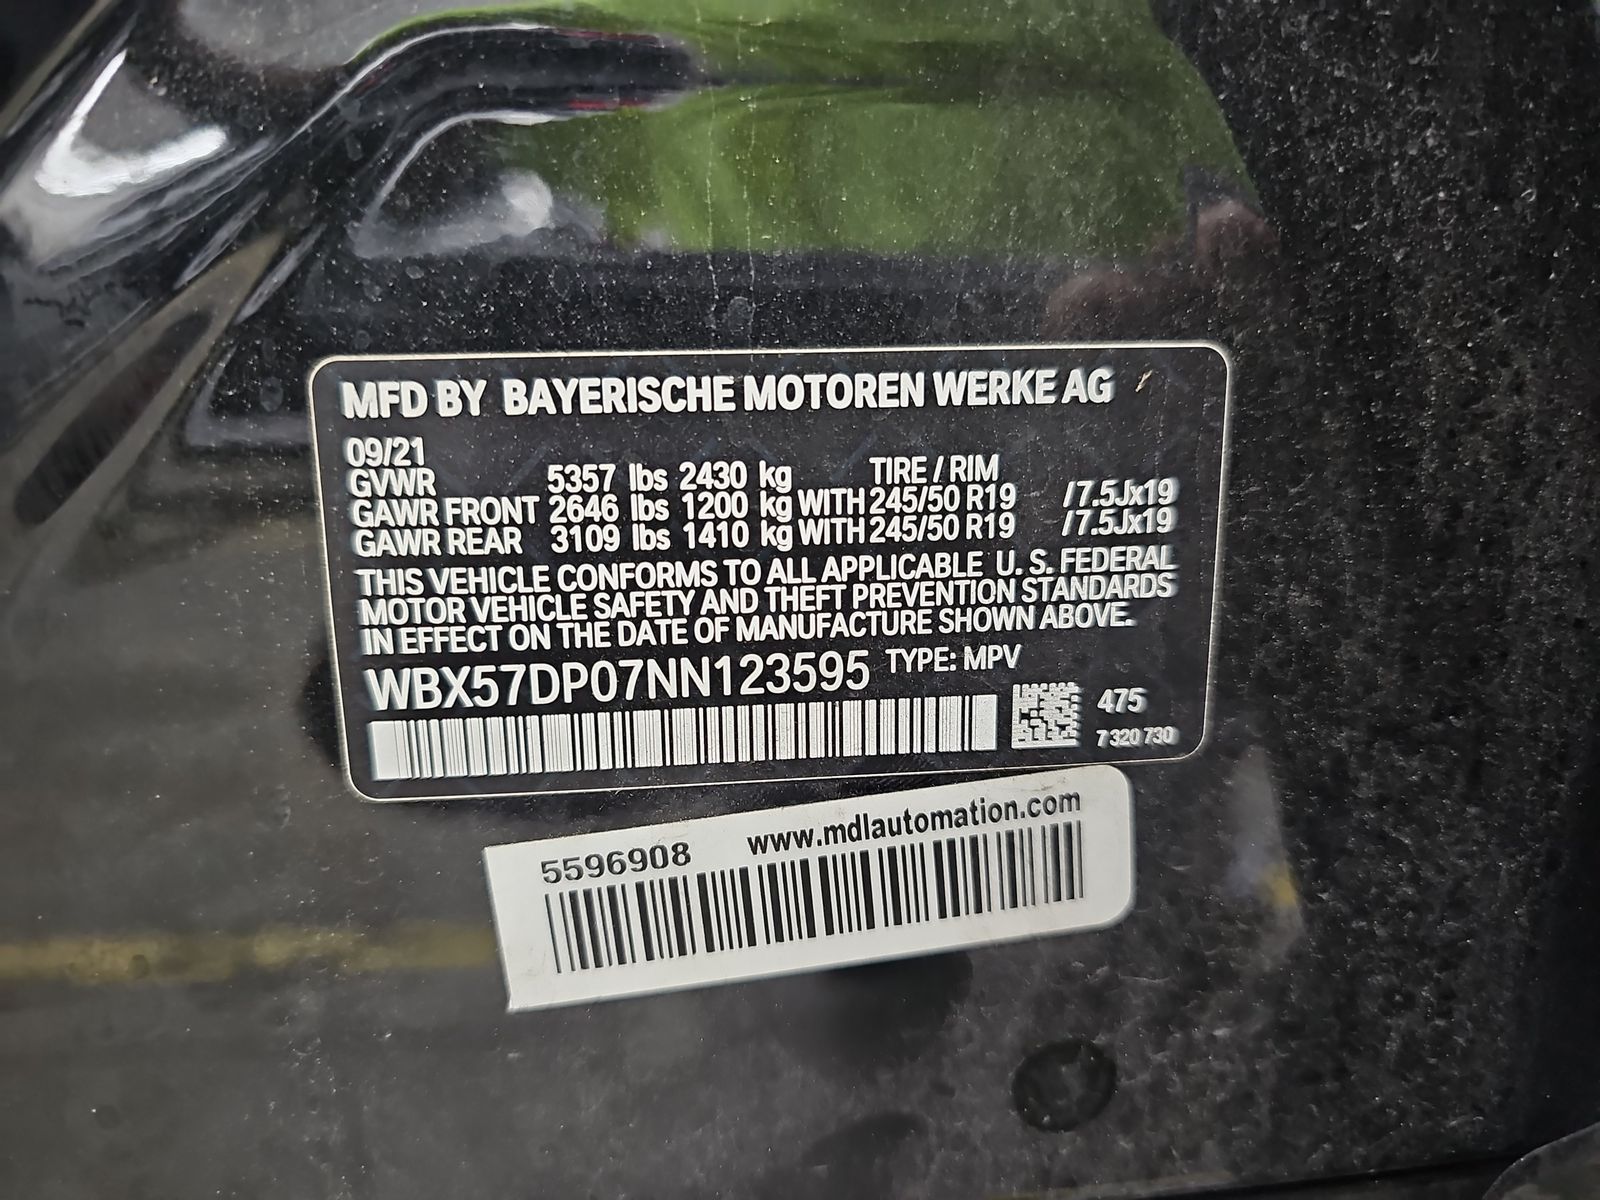 MFD BY BAYERISCHE MOTOREN WERKE AG
09/21
GVWR 5357 lbs 2430 kg TIRE / RIM
GAWR FRONT 2646 lbs 1200 kg WITH 245/50 R19 /7.5Jx19
GAWR REAR 3109 lbs 1410 kg WITH 245/50 R19 /7.5Jx19
THIS VEHICLE CONFORMS TO ALL APPLICABLE U. S. FEDERAL
MOTOR VEHICLE SAFETY AND THEFT PREVENTION STANDARDS
IN EFFECT ON THE DATE OF MANUFACTURE SHOWN ABOVE.
WBX57DP07NN123595 TYPE: MPV
475
7 320 730
5596908 www.mdlautomation.com